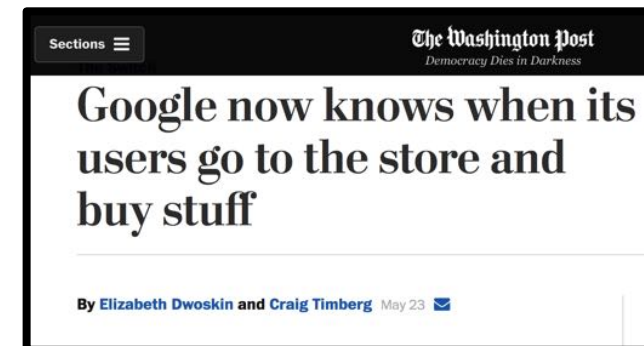 Sections
The Washington Post
Democracy Dies in Darkness
Google now knows when its
users go to the store and
buy stuff
By Elizabeth Dwoskin and Craig Timberg May 23